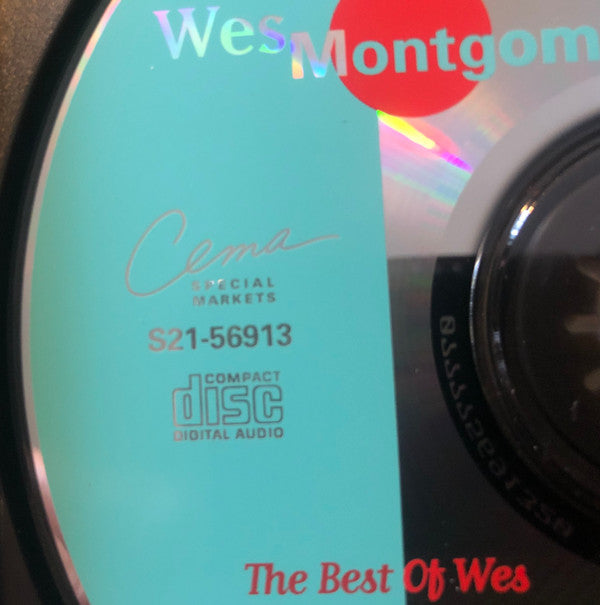 Wes Montgom
Cema
SPECIAL
MARKETS
S21-56913
COMPACT
disc
DIGITAL AUDIO
The Best Of Wes